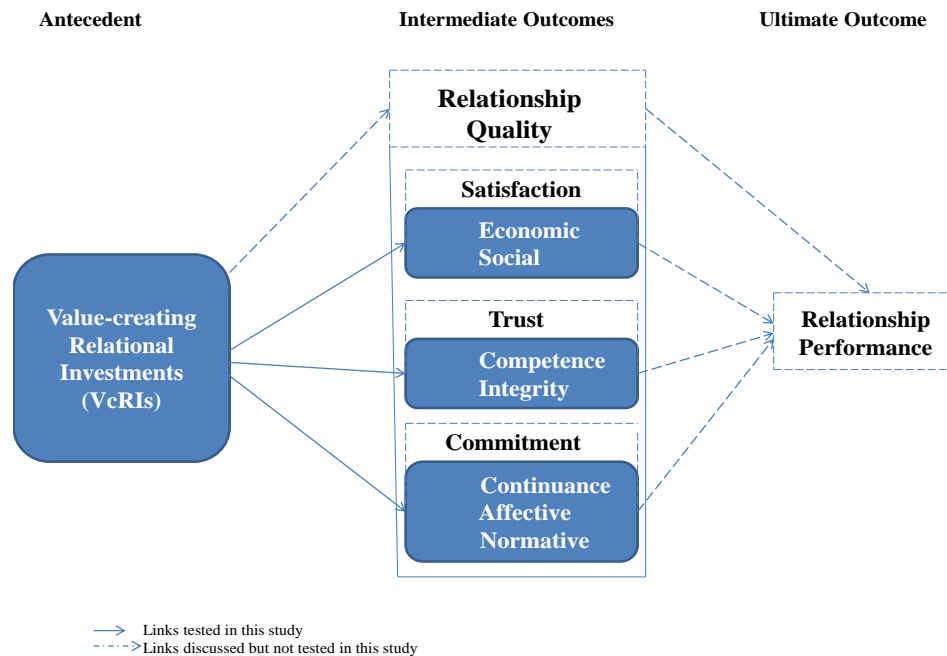 Antecedent
Intermediate Outcomes
Ultimate Outcome
Relationship
Quality
Satisfaction
Economic
Social
Value-creating
Relational
Investments
(VcRIs)
Trust
Competence
Integrity
Relationship
Performance
Commitment
Continuance
Affective
Normative
Links tested in this study
Links discussed but not tested in this study